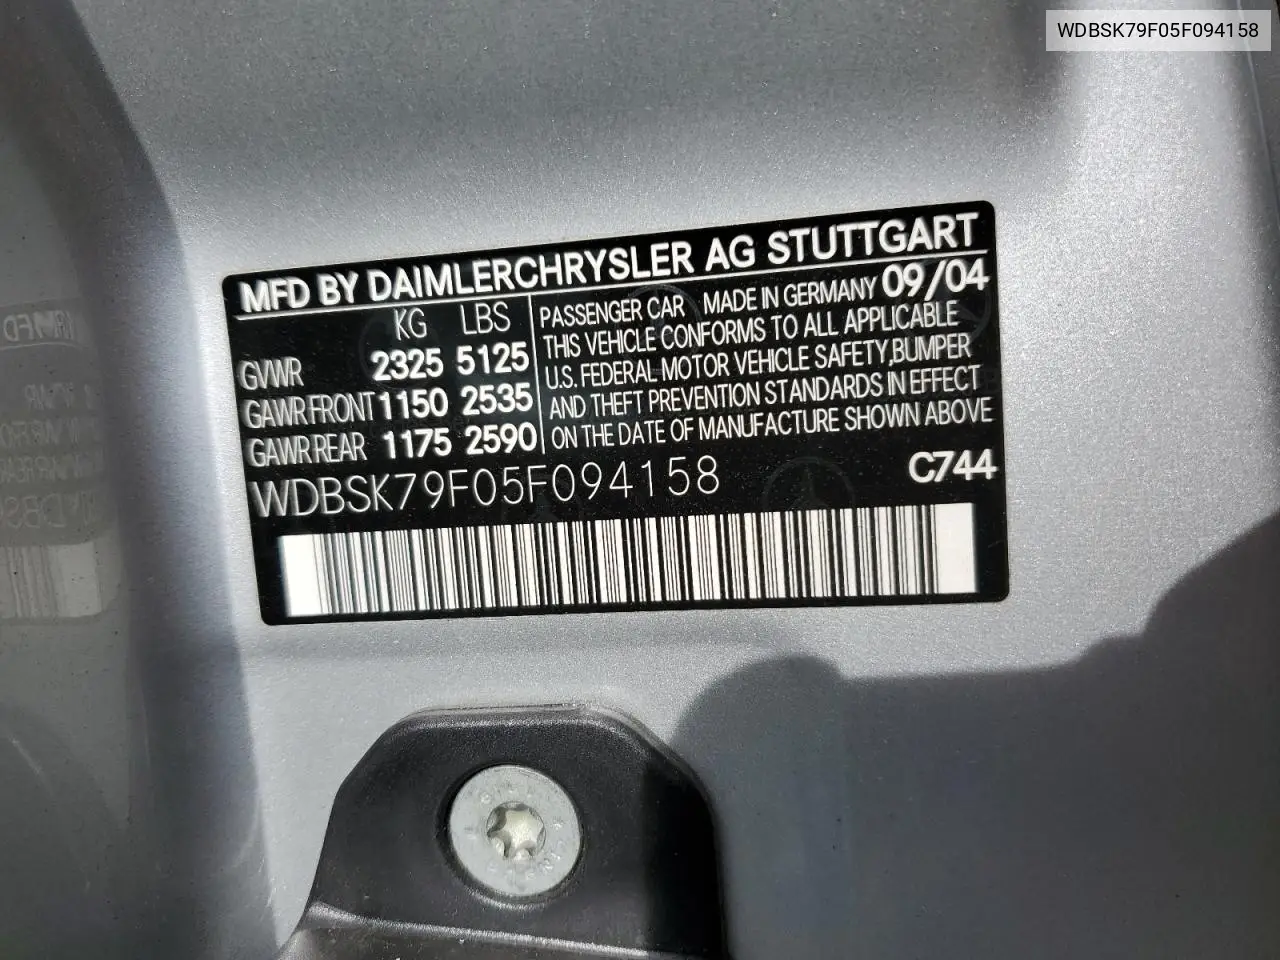 WDBSK79F05F094158
MFD BY DAIMLERCHRYSLER AG STUTTGART
KG LBS
GVWR 2325 5125
GAWR FRONT 1150 2535
GAWR REAR 1175 2590
PASSENGER CAR MADE IN GERMANY 09/04
THIS VEHICLE CONFORMS TO ALL APPLICABLE
U.S. FEDERAL MOTOR VEHICLE SAFETY,BUMPER
AND THEFT PREVENTION STANDARDS IN EFFECT
ON THE DATE OF MANUFACTURE SHOWN ABOVE
WDBSK79F05F094158
C744